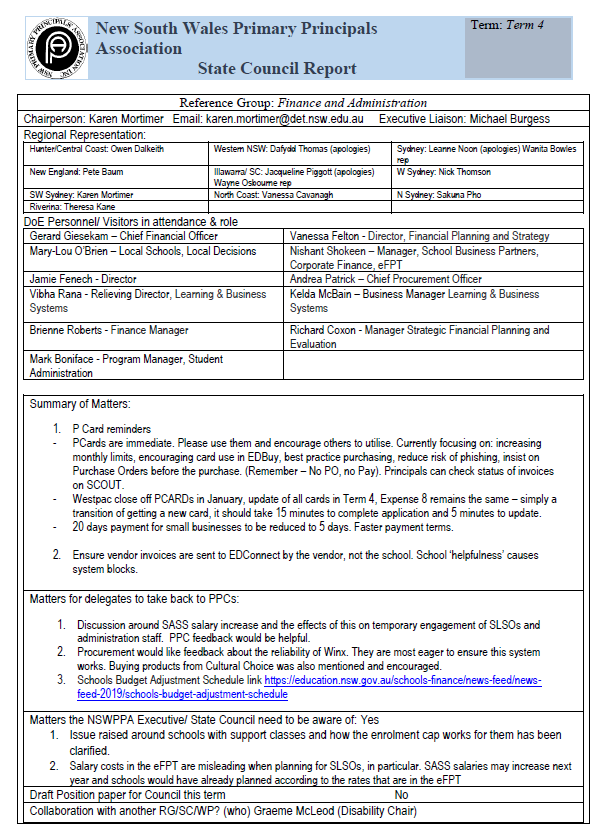 New South Wales Primary Principals
Association
State Council Report
Term: Term 4
Reference Group: Finance and Administration
Chairperson: Karen Mortimer Email: karen.mortimer@det.nsw.edu.au Executive Liaison: Michael Burgess
Regional Representation:
Hunter/Central Coast: Owen Dalkeith
Western NSW: Dafydd Thomas (apologies)
Sydney: Leanne Noon (apologies) Wanita Bowles
rep
New England: Pete Baum
Illawarra/ SC: Jacqueline Piggott (apologies)
Wayne Osbourne rep
W Sydney: Nick Thomson
SW Sydney: Karen Mortimer
North Coast: Vanessa Cavanagh
N Sydney: Sakuna Pho
Riverina: Theresa Kane
DoE Personnel/ Visitors in attendance & role
Gerard Giesekam – Chief Financial Officer
Vanessa Felton - Director, Financial Planning and Strategy
Mary-Lou O'Brien – Local Schools, Local Decisions
Nishant Shokeen – Manager, School Business Partners,
Corporate Finance, eFPT
Jamie Fenech - Director
Andrea Patrick – Chief Procurement Officer
Vibha Rana - Relieving Director, Learning & Business
Systems
Kelda McBain – Business Manager Learning & Business
Systems
Brienne Roberts - Finance Manager
Richard Coxon - Manager Strategic Financial Planning and
Evaluation
Mark Boniface - Program Manager, Student
Administration
Summary of Matters:
1. P Card reminders
- PCards are immediate. Please use them and encourage others to utilise. Currently focusing on: increasing
monthly limits, encouraging card use in EDBuy, best practice purchasing, reduce risk of phishing, insist on
Purchase Orders before the purchase. (Remember – No PO, no Pay). Principals can check status of invoices
on SCOUT.
- Westpac close off PCARDs in January, update of all cards in Term 4, Expense 8 remains the same – simply a
transition of getting a new card, it should take 15 minutes to complete application and 5 minutes to update.
- 20 days payment for small businesses to be reduced to 5 days. Faster payment terms.
2. Ensure vendor invoices are sent to EDConnect by the vendor, not the school. School 'helpfulness' causes
system blocks.
Matters for delegates to take back to PPCs:
1. Discussion around SASS salary increase and the effects of this on temporary engagement of SLSOs and
administration staff. PPC feedback would be helpful.
2. Procurement would like feedback about the reliability of Winx. They are most eager to ensure this system
works. Buying products from Cultural Choice was also mentioned and encouraged.
3. Schools Budget Adjustment Schedule link https://education.nsw.gov.au/schools-finance/news-feed/news-
feed-2019/schools-budget-adjustment-schedule
Matters the NSWPPA Executive/ State Council need to be aware of: Yes
1. Issue raised around schools with support classes and how the enrolment cap works for them has been
clarified.
2. Salary costs in the eFPT are misleading when planning for SLSOs, in particular. SASS salaries may increase next
year and schools would have already planned according to the rates that are in the eFPT
Draft Position paper for Council this term No
Collaboration with another RG/SC/WP? (who) Graeme McLeod (Disability Chair)